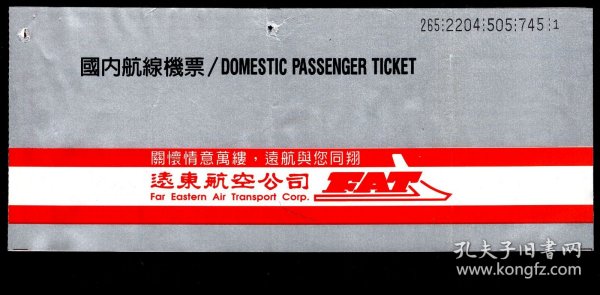 265:2204:505:745:1
國內航線機票/DOMESTIC PASSENGER TICKET
關懷情意萬縷，遠航與您同翔
遠東航空公司 FAT
Far Eastern Air Transport Corp.
孔夫子旧书网
www.kongfz.com